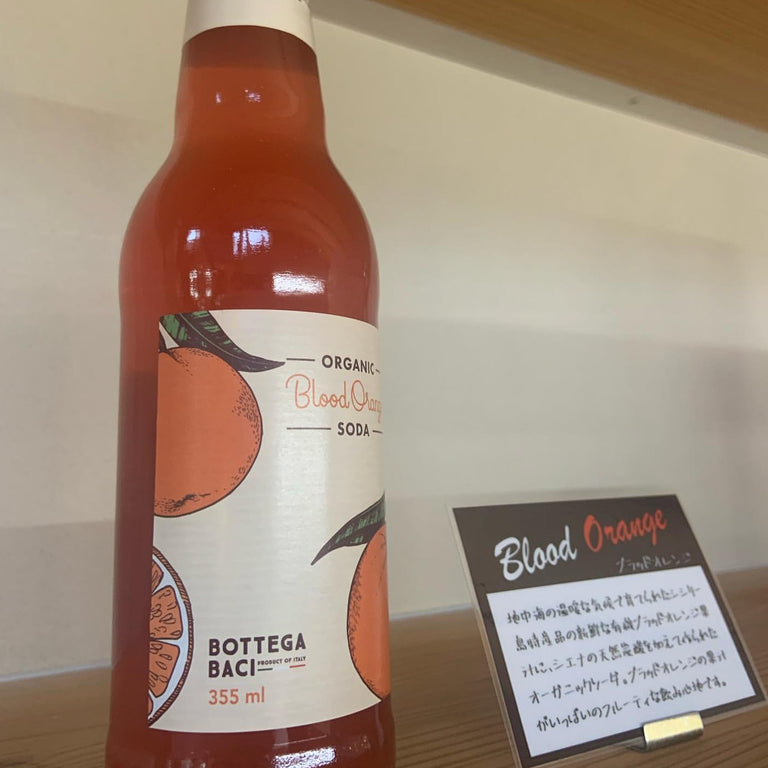 ORGANIC
Blood Orang
SODA
BOTTEGA
BACI PRODUCT OF ITALY
355 ml
Blood Orange
ブラッドオレンジ
地中海の温暖な気候で育てられたシシリー
島特産品の新鮮な有機ブラッドオレンジ果
汁に、シエナの天然炭酸を加えて作られた
オーガニックソーダ。ブラッドオレンジの果汁
がいっぱいのフルーティな飲み心地です。